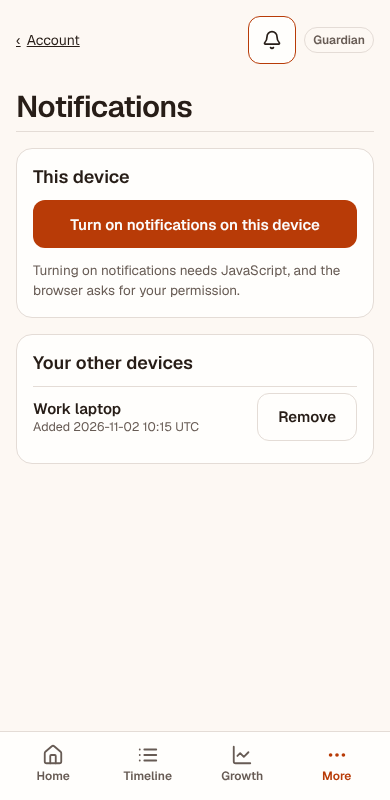 ‹ Account
Guardian
Notifications
This device
Turn on notifications on this device
Turning on notifications needs JavaScript, and the
browser asks for your permission.
Your other devices
Work laptop
Remove
Added 2026-11-02 10:15 UTC
Home
Timeline
Growth
More